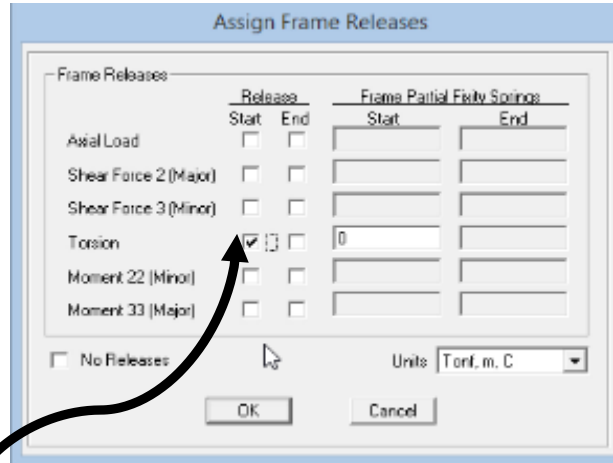 Assign Frame Releases
Frame Releases
Release Frame Partial Fixity Springs
Start End Start End
Axial Load
Shear Force 2 (Major)
Shear Force 3 (Minor)
Torsion 0
Moment 22 (Minor)
Moment 33 (Major)
No Releases Units Tonf, m, C
OK Cancel